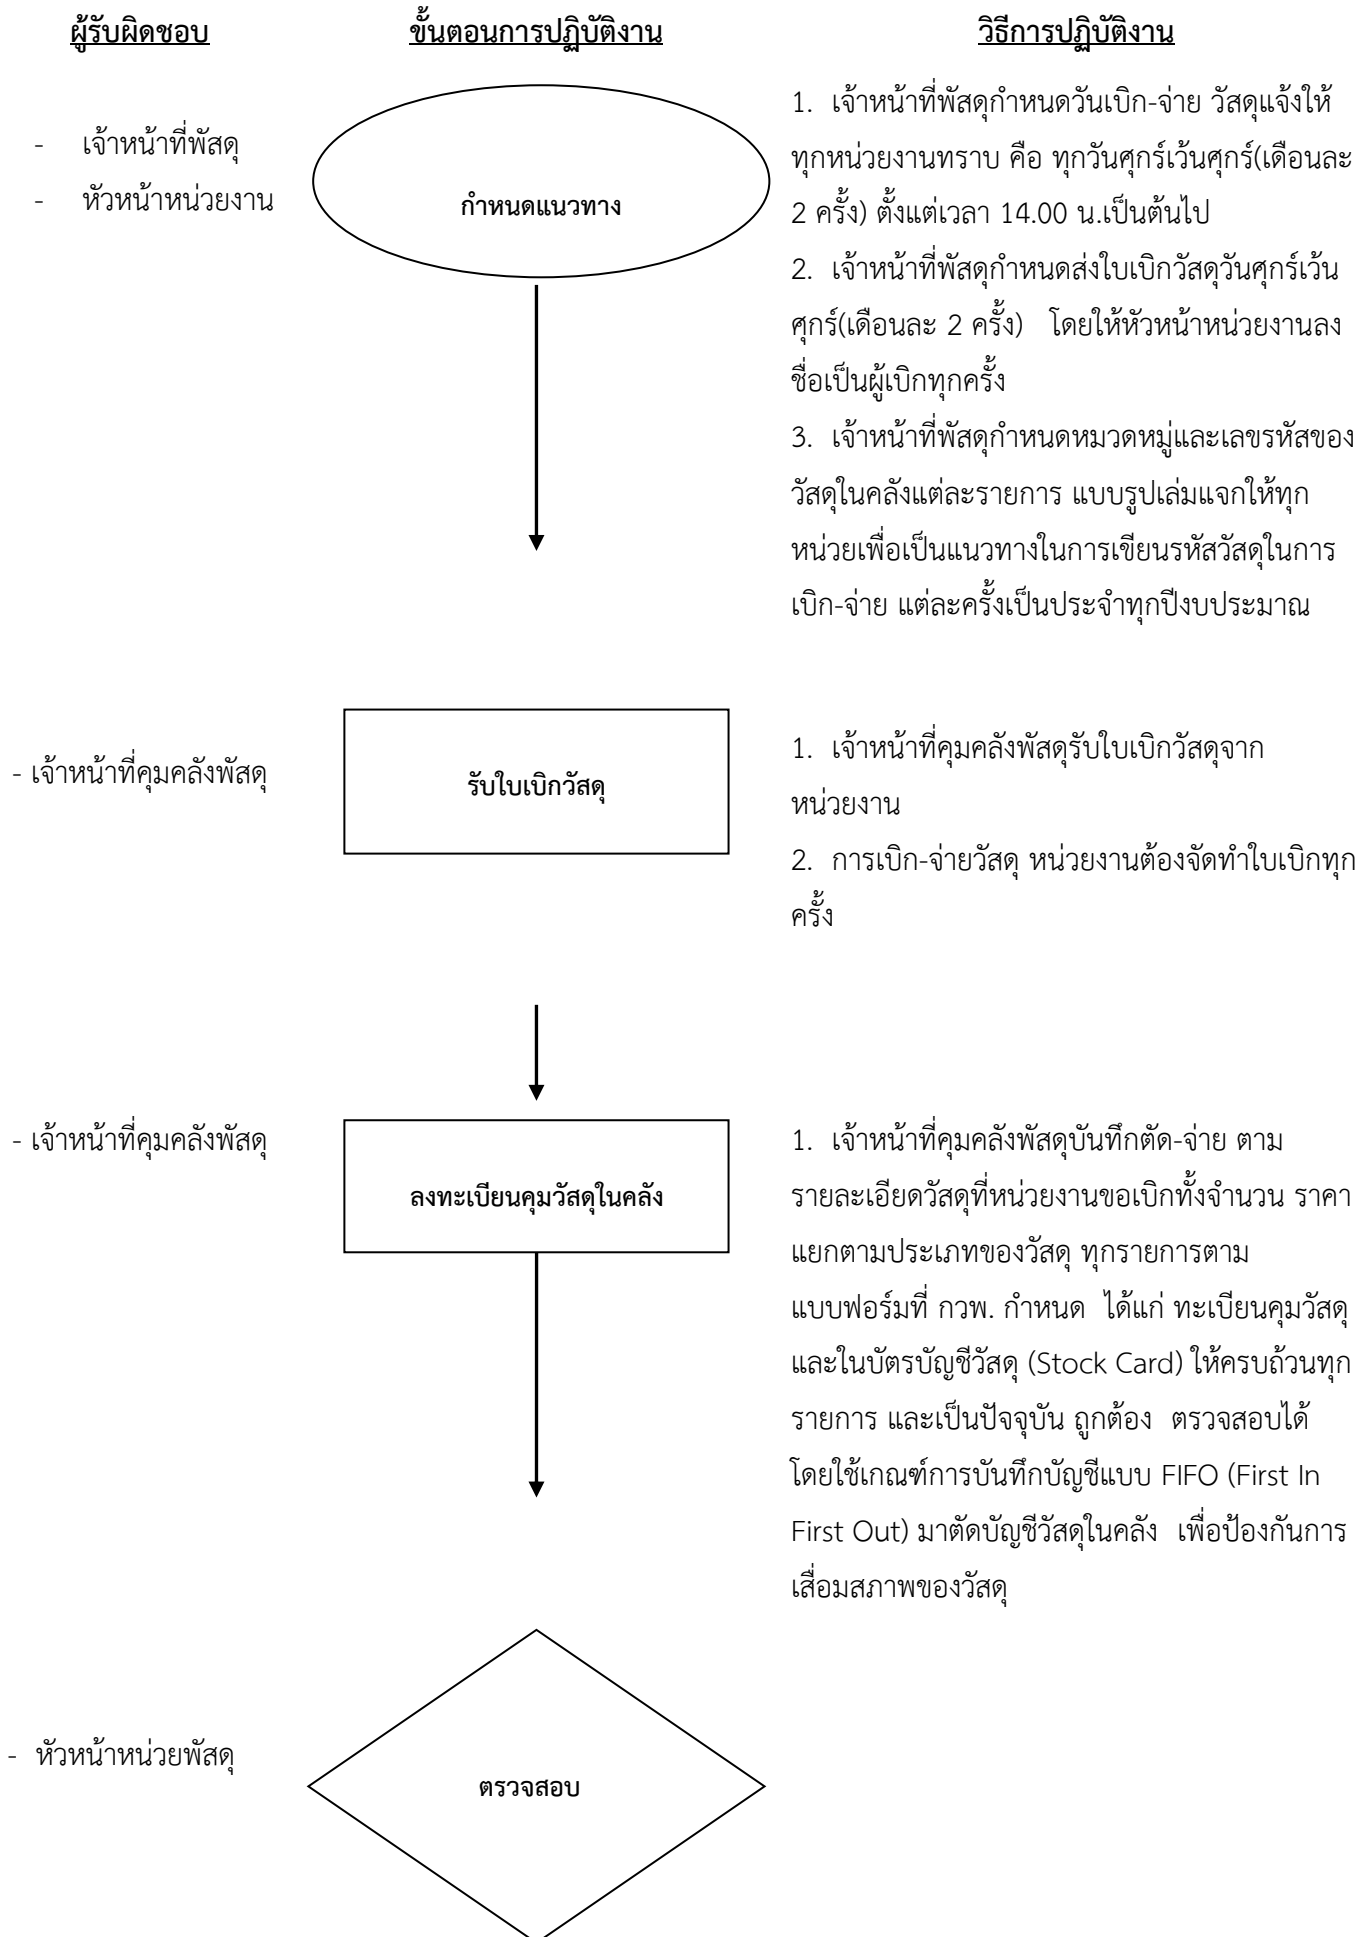 ผู้รับผิดชอบ
ขั้นตอนการปฏิบัติงาน
วิธีการปฏิบัติงาน
- เจ้าหน้าที่พัสดุ
- หัวหน้าหน่วยงาน
กำหนดแนวทาง
1. เจ้าหน้าที่พัสดุกำหนดวันเบิก-จ่าย วัสดุแจ้งให้
ทุกหน่วยงานทราบ คือ ทุกวันศุกร์เว้นศุกร์(เดือนละ
2 ครั้ง) ตั้งแต่เวลา 14.00 น.เป็นต้นไป
2. เจ้าหน้าที่พัสดุกำหนดส่งใบเบิกวัสดุวันศุกร์เว้น
ศุกร์(เดือนละ 2 ครั้ง) โดยให้หัวหน้าหน่วยงานลง
ชื่อเป็นผู้เบิกทุกครั้ง
3. เจ้าหน้าที่พัสดุกำหนดหมวดหมู่และเลขรหัสของ
วัสดุในคลังแต่ละรายการ แบบรูปเล่มแจกให้ทุก
หน่วยเพื่อเป็นแนวทางในการเขียนรหัสวัสดุในการ
เบิก-จ่าย แต่ละครั้งเป็นประจำทุกปีงบประมาณ
- เจ้าหน้าที่คุมคลังพัสดุ
รับใบเบิกวัสดุ
1. เจ้าหน้าที่คุมคลังพัสดุรับใบเบิกวัสดุจาก
หน่วยงาน
2. การเบิก-จ่ายวัสดุ หน่วยงานต้องจัดทำใบเบิกทุก
ครั้ง
- เจ้าหน้าที่คุมคลังพัสดุ
ลงทะเบียนคุมวัสดุในคลัง
1. เจ้าหน้าที่คุมคลังพัสดุบันทึกตัด-จ่าย ตาม
รายละเอียดวัสดุที่หน่วยงานขอเบิกทั้งจำนวน ราคา
แยกตามประเภทของวัสดุ ทุกรายการตาม
แบบฟอร์มที่ กวพ. กำหนด ได้แก่ ทะเบียนคุมวัสดุ
และในบัตรบัญชีวัสดุ (Stock Card) ให้ครบถ้วนทุก
รายการ และเป็นปัจจุบัน ถูกต้อง ตรวจสอบได้
โดยใช้เกณฑ์การบันทึกบัญชีแบบ FIFO (First In
First Out) มาตัดบัญชีวัสดุในคลัง เพื่อป้องกันการ
เสื่อมสภาพของวัสดุ
- หัวหน้าหน่วยพัสดุ
ตรวจสอบ